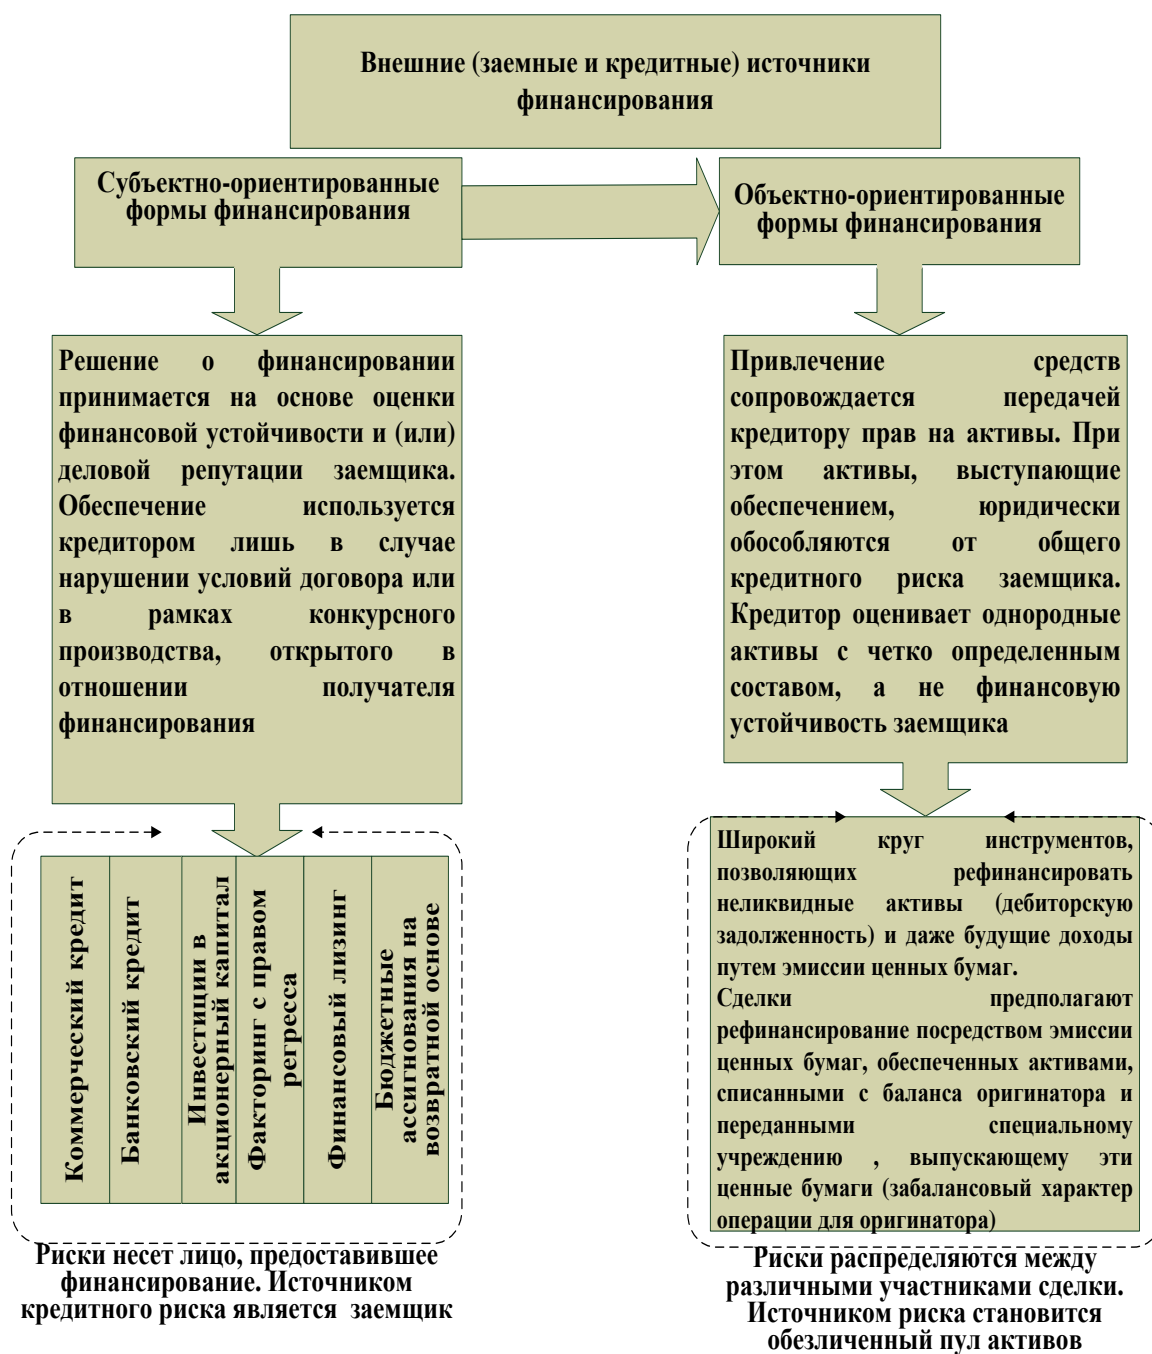 Внешние (заемные и кредитные) источники
финансирования
Субъектно-ориентированные
формы финансирования
Объектно-ориентированные
формы финансирования
Решение о финансировании
принимается на основе оценки
финансовой устойчивости и (или)
деловой репутации заемщика.
Обеспечение используется
кредитором лишь в случае
нарушении условий договора или
в рамках конкурсного
производства, открытого в
отношении получателя
финансирования
Привлечение средств
сопровождается передачей
кредитору прав на активы. При
этом активы, выступающие
обеспечением, юридически
обособляются от общего
кредитного риска заемщика.
Кредитор оценивает однородные
активы с четко определенным
составом, а не финансовую
устойчивость заемщика
Коммерческий кредит
Банковский кредит
Инвестиции в
акционерный капитал
Факторинг с правом
регресса
Финансовый лизинг
Бюджетные
ассигнования на
возвратной основе
Широкий круг инструментов,
позволяющих рефинансировать
неликвидные активы (дебиторскую
задолженность) и даже будущие доходы
путем эмиссии ценных бумаг.
Сделки предполагают
рефинансирование посредством эмиссии
ценных бумаг, обеспеченных активами,
списанными с баланса оригинатора и
переданными специальному
учреждению , выпускающему эти
ценные бумаги (забалансовый характер
операции для оригинатора)
Риски несет лицо, предоставившее
финансирование. Источником
кредитного риска является заемщик
Риски распределяются между
различными участниками сделки.
Источником риска становится
обезличенный пул активов